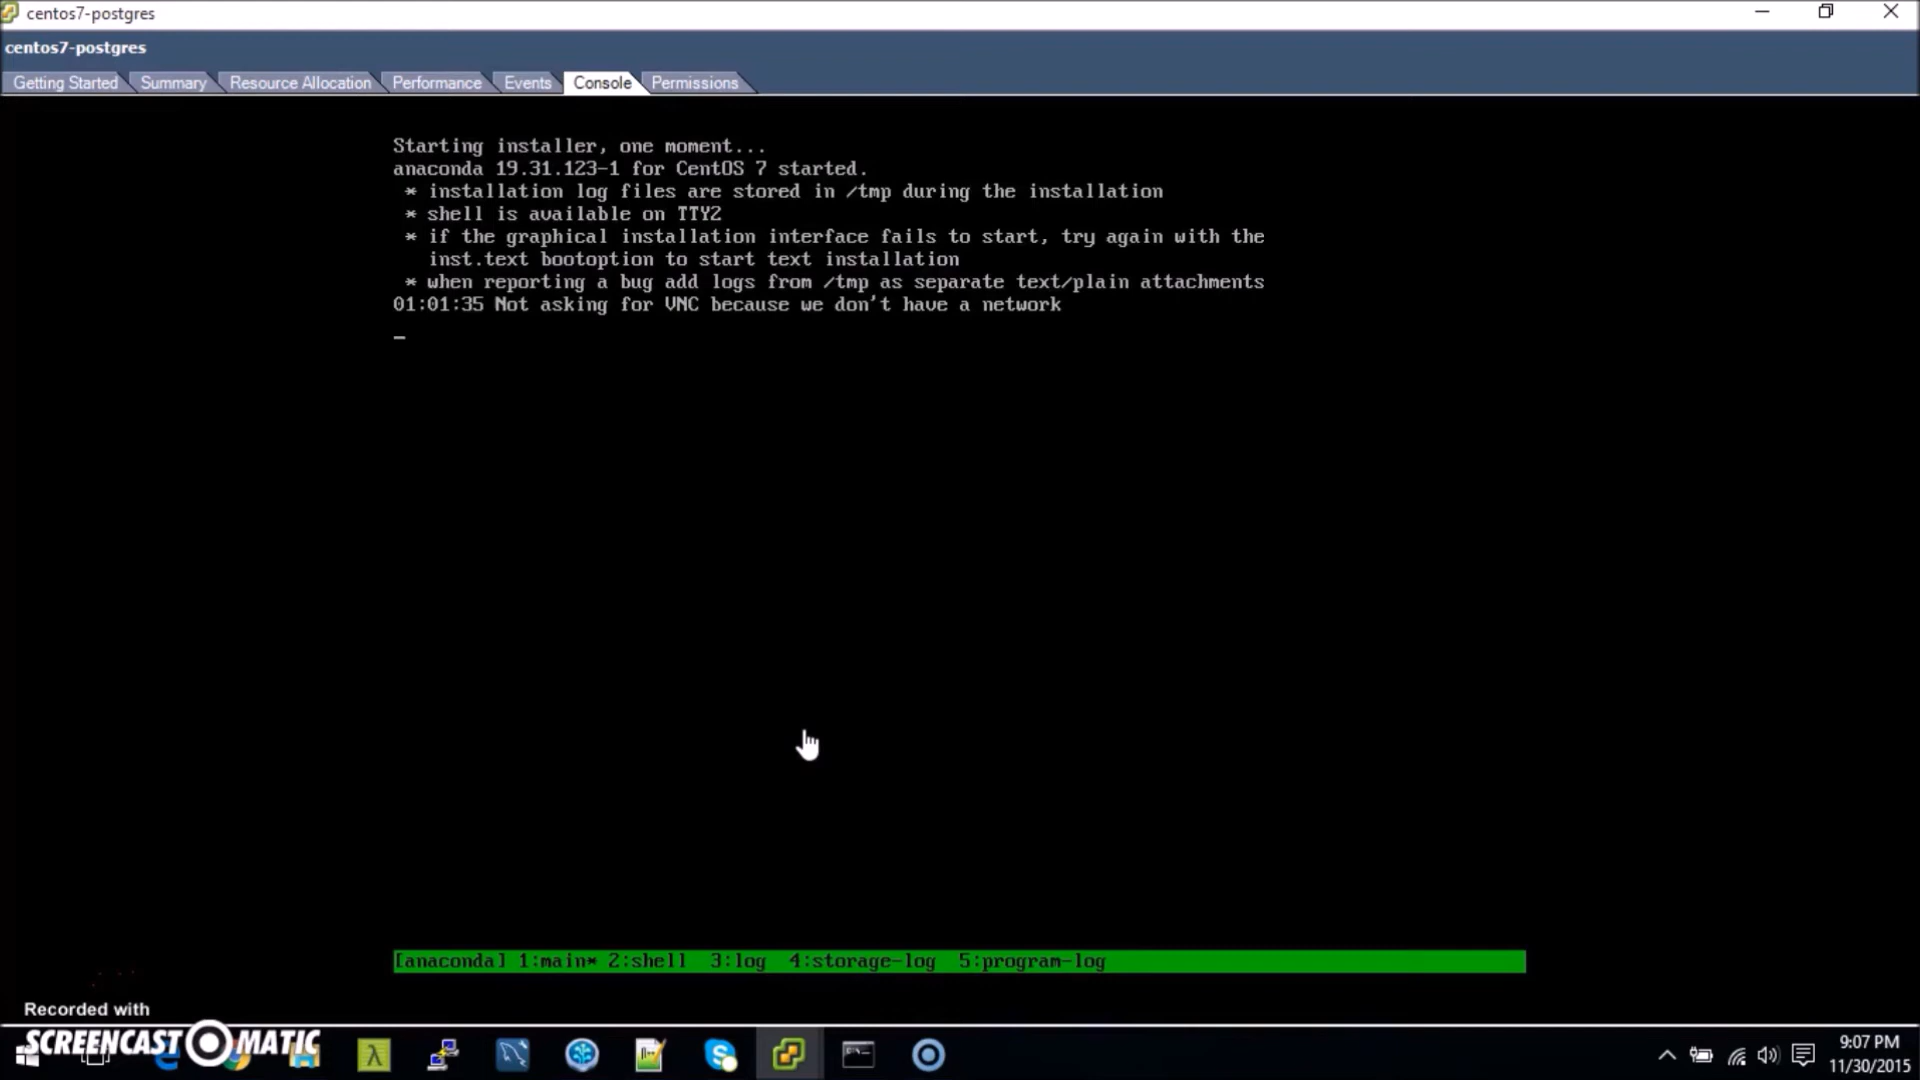 centos7-postgres
centos7-postgres
Getting Started Summary Resource Allocation Performance Events Console Permissions
Starting installer, one moment...
anaconda 19.31.123-1 for CentOS 7 started.
* installation log files are stored in /tmp during the installation
* shell is available on TTY2
* if the graphical installation interface fails to start, try again with the
inst.text bootoption to start text installation
* when reporting a bug add logs from /tmp as separate text/plain attachments
01:01:35 Not asking for VNC because we don't have a network
[anaconda] 1:main* 2:shell 3:log 4:storage-log 5:program-log
Recorded with
SCREENCAST MATIC
9:07 PM
11/30/2015